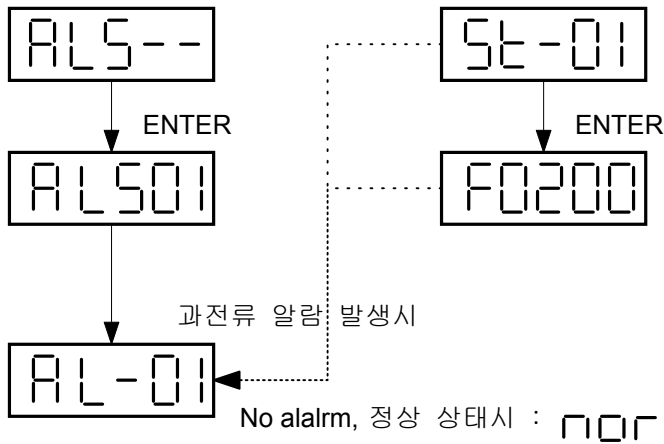 ALS--
St-01
ENTER
ENTER
ALS01
F0200
과전류 알람 발생시
AL-01
No alalrm, 정상 상태시 : nor